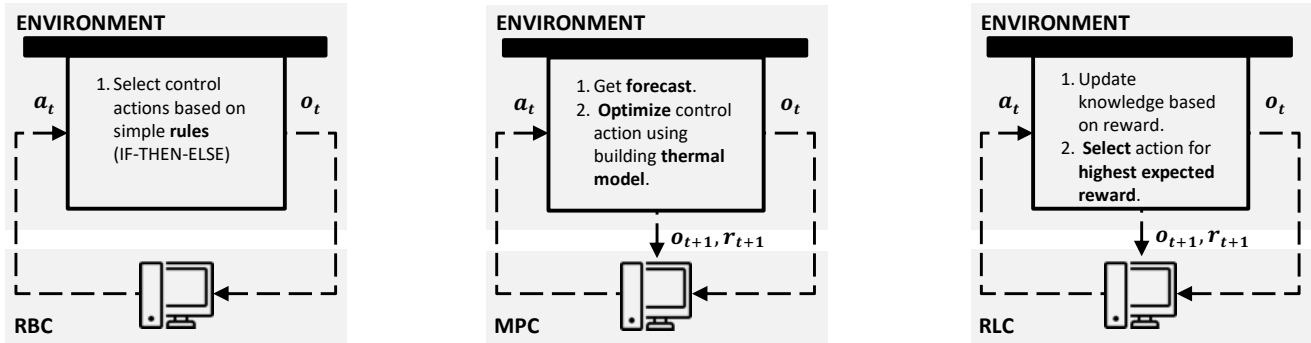 ENVIRONMENT
1. Select control
actions based on
simple rules
(IF-THEN-ELSE)
a_t
o_t
RBC
ENVIRONMENT
1. Get forecast.
2. Optimize control
action using
building thermal
model.
a_t
o_t
o_{t+1}, r_{t+1}
MPC
ENVIRONMENT
1. Update
knowledge based
on reward.
2. Select action for
highest expected
reward.
a_t
o_t
o_{t+1}, r_{t+1}
RLC